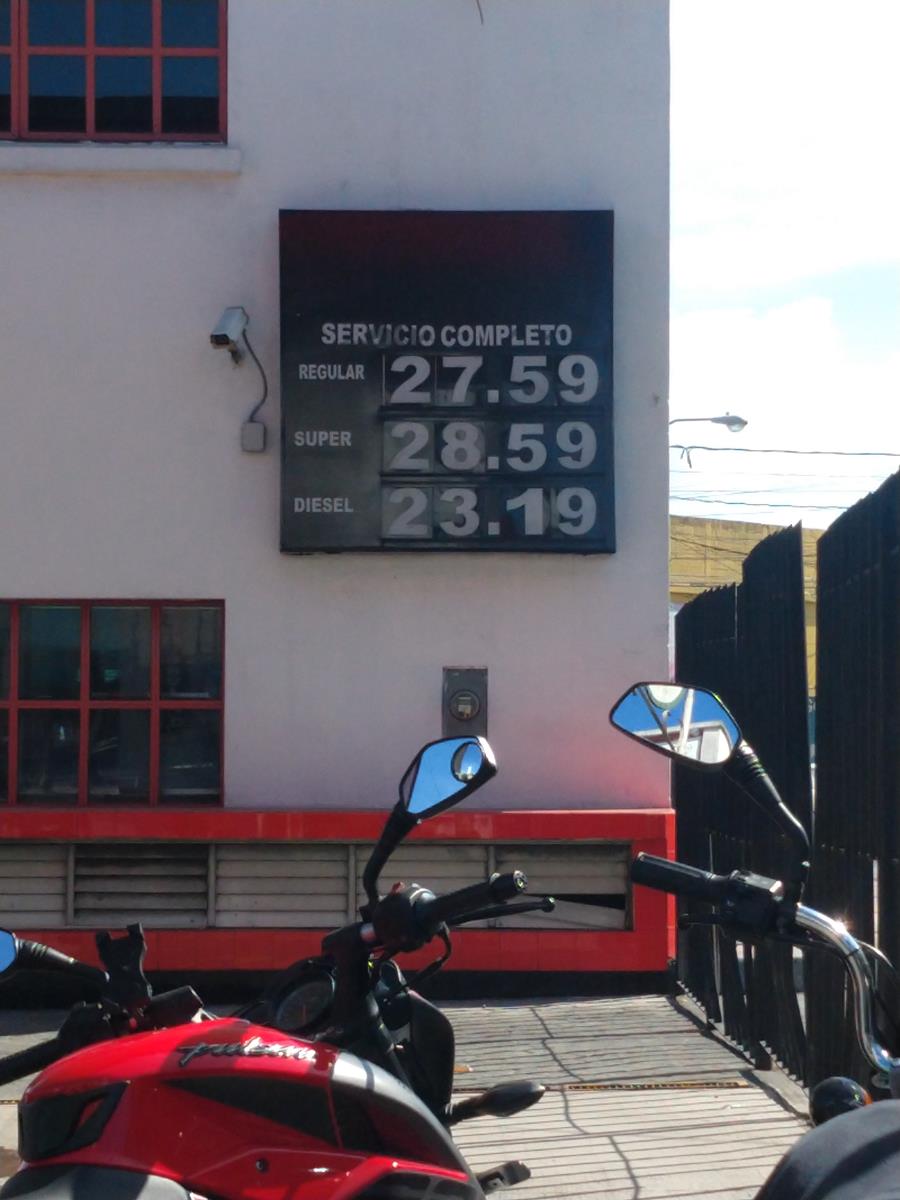 SERVICIO COMPLETO
REGULAR 27.59
SUPER 28.59
DIESEL 23.19
pulsar